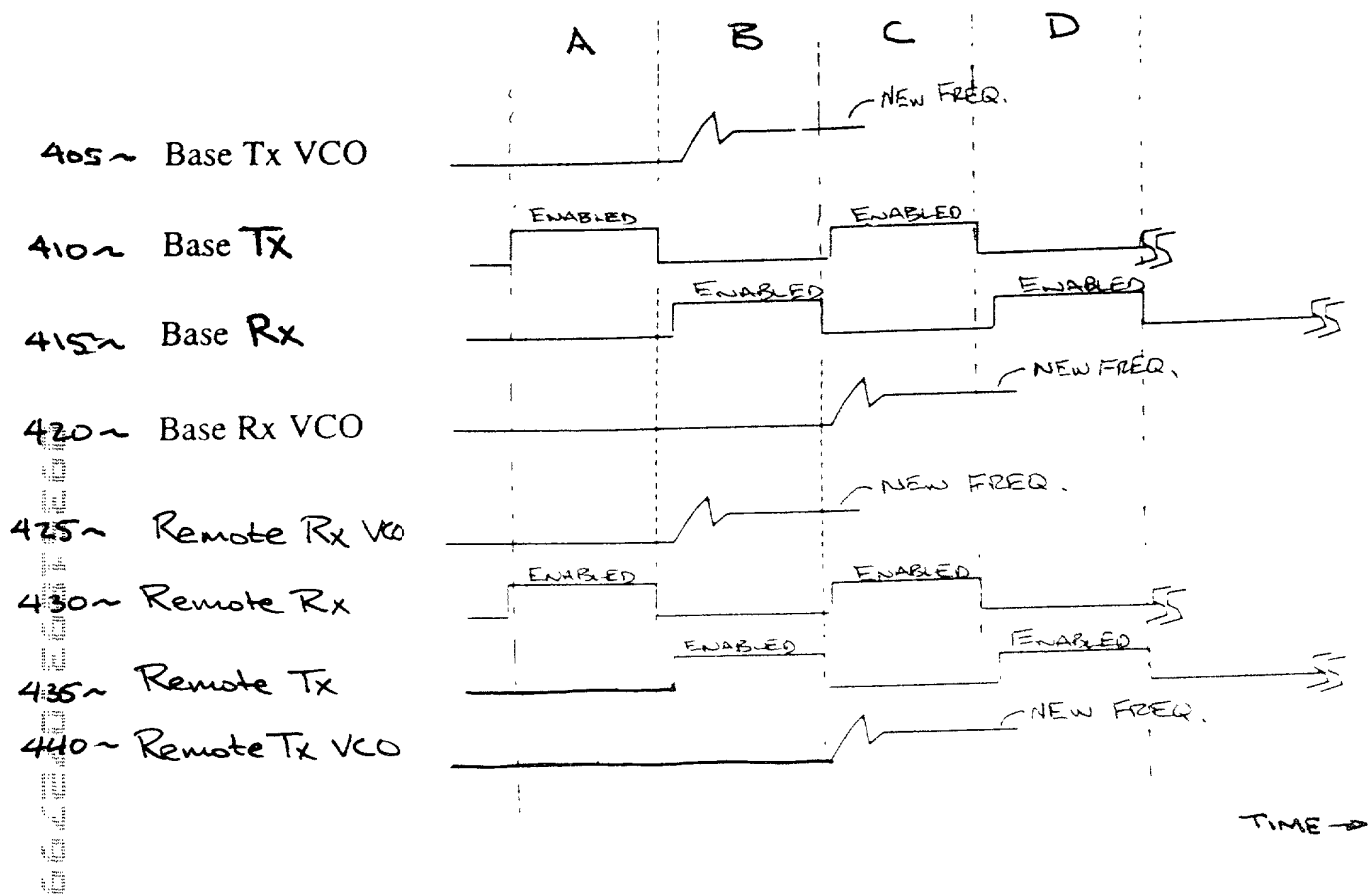 A B C D
NEW FREQ.
405~ Base Tx VCO
ENABLED ENABLED
410~ Base Tx
ENABLED ENABLED
415~ Base Rx
NEW FREQ.
420~ Base Rx VCO
NEW FREQ.
425~ Remote Rx VCO
ENABLED ENABLED
430~ Remote Rx
ENABLED ENABLED
435~ Remote Tx
NEW FREQ.
440~ Remote Tx VCO
TIME →